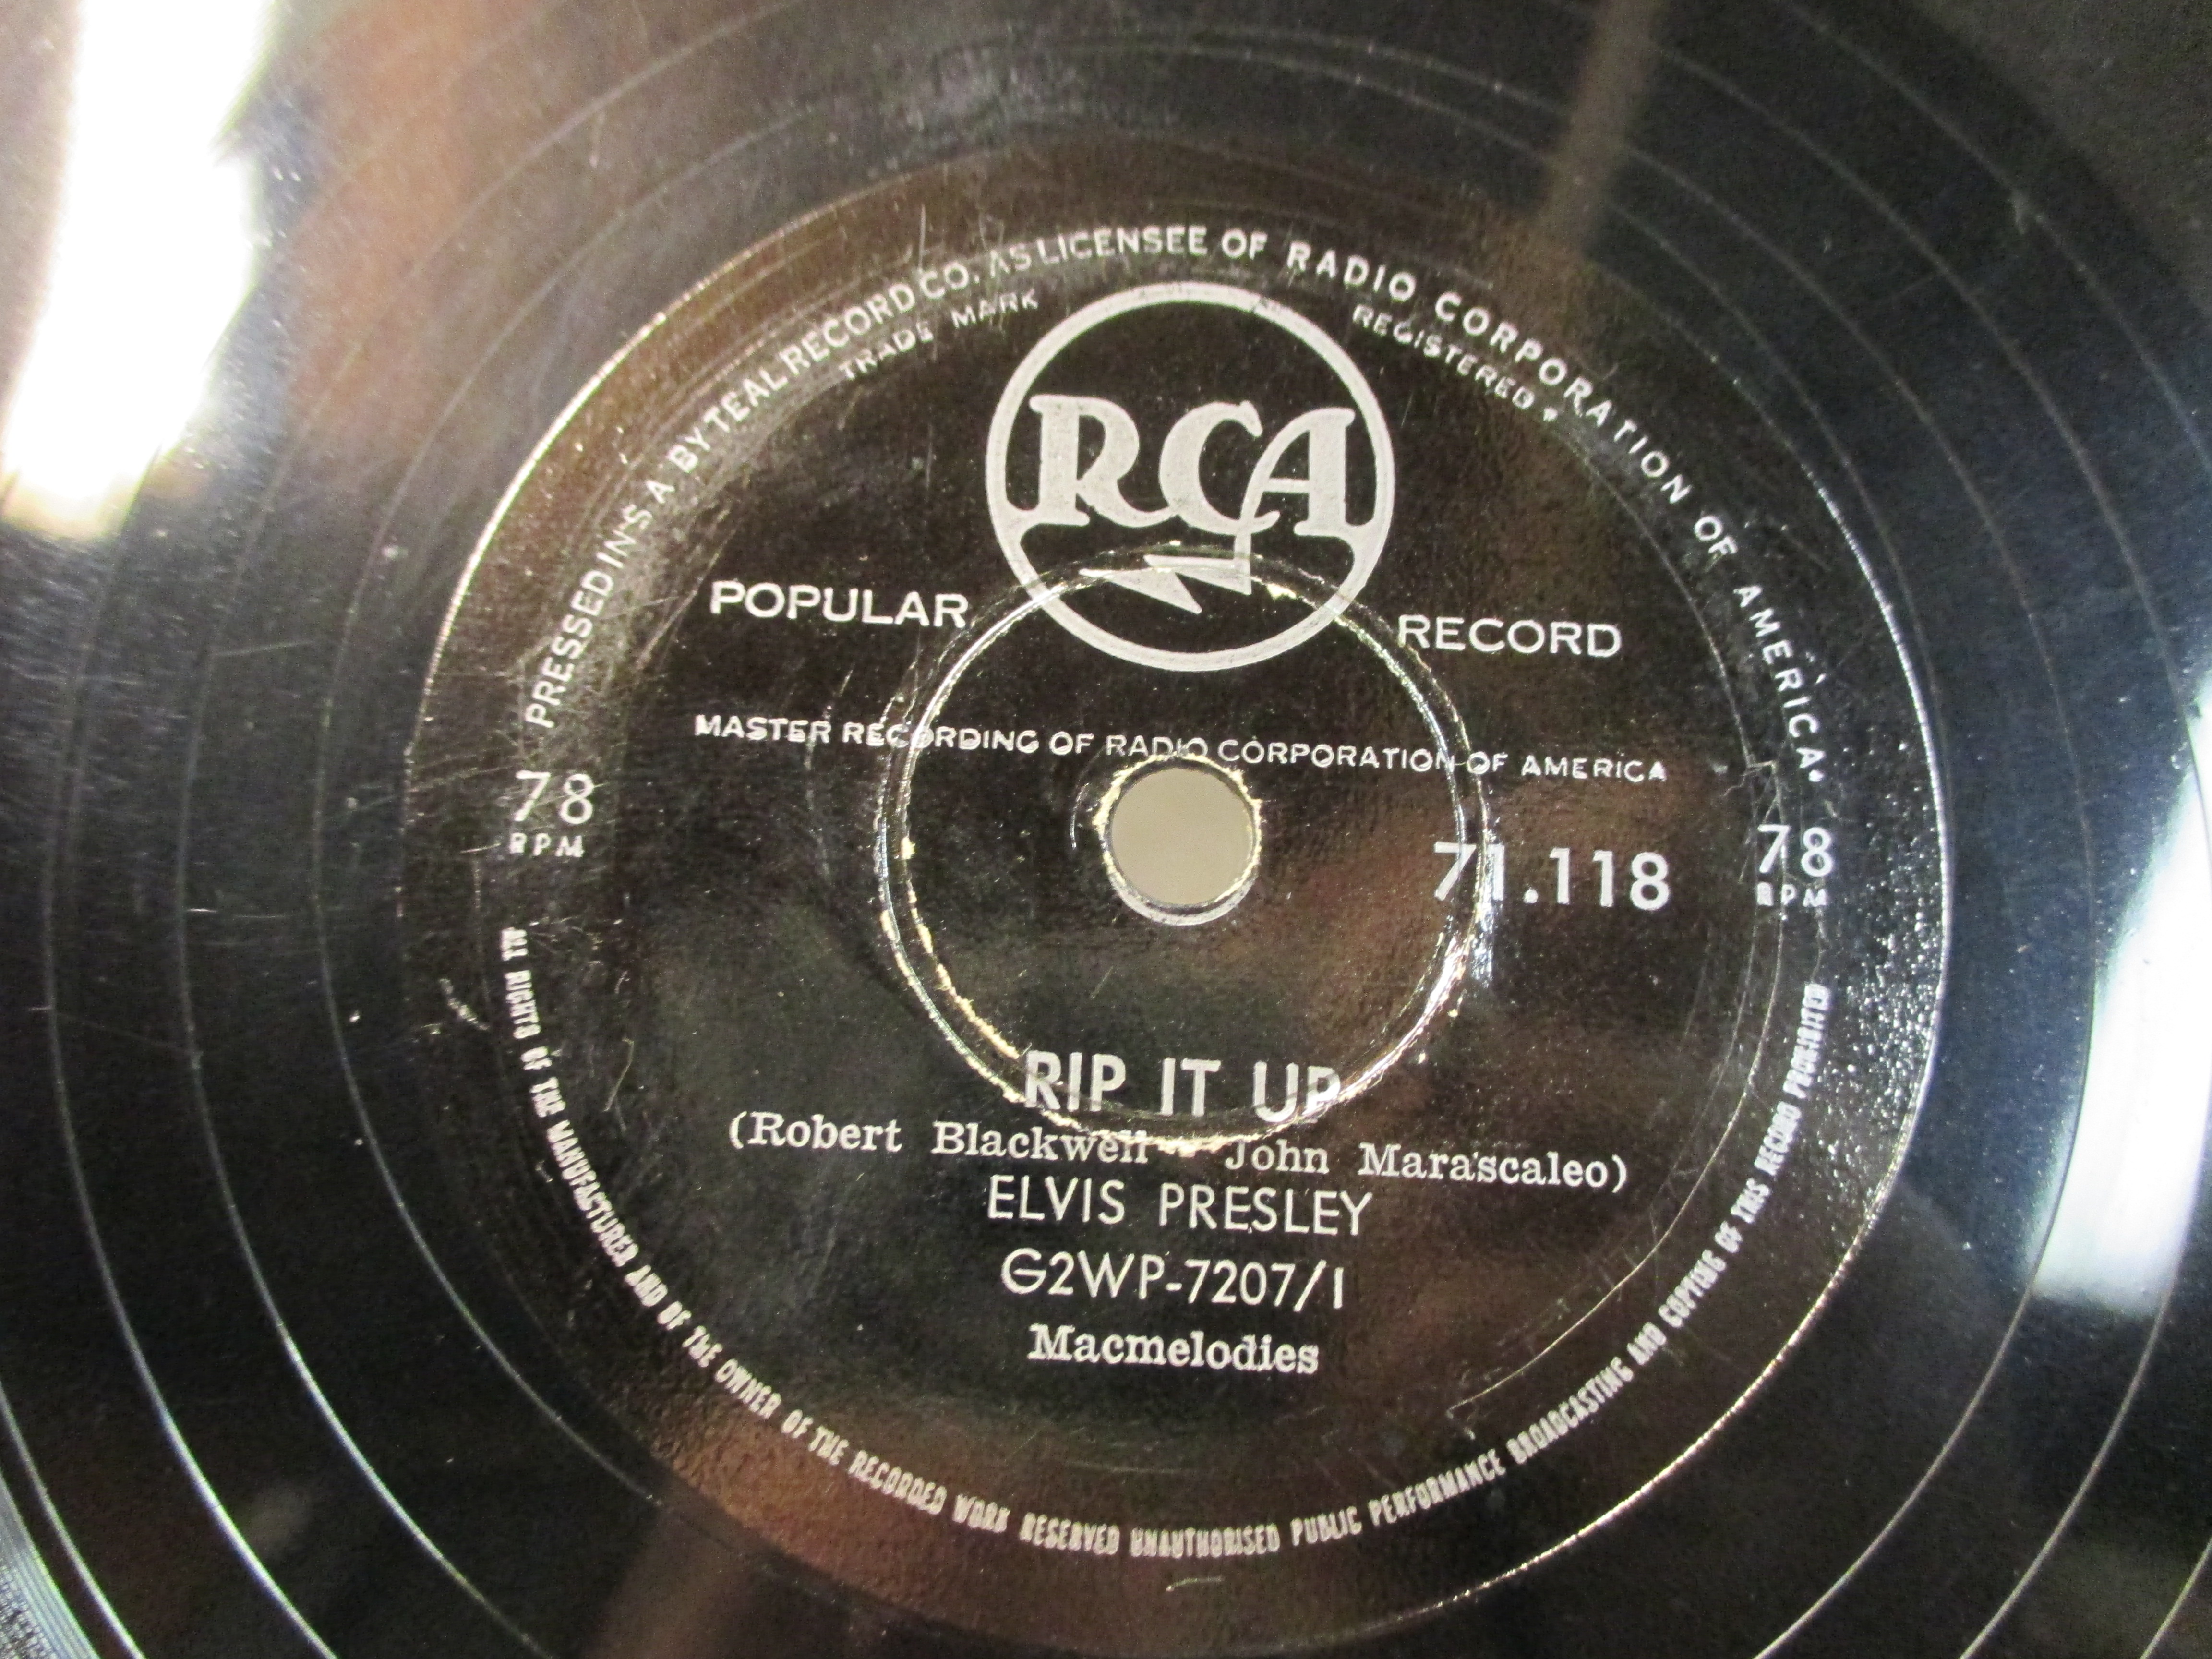 PRESSED IN S.A BY TEAL RECORD CO. AS LICENSEE OF RADIO CORPORATION OF AMERICA•
TRADE MARK REGISTERED •
RCA
POPULAR RECORD
MASTER RECORDING OF RADIO CORPORATION OF AMERICA
78 RPM
71.118
78 RPM
RIP IT UP
(Robert Blackwell - John Marascaleo)
ELVIS PRESLEY
G2WP-7207/1
Macmelodies
ALL RIGHTS OF THE MANUFACTURER AND OF THE OWNER OF THE RECORDED WORK RESERVED UNAUTHORISED PUBLIC PERFORMANCE BROADCASTING AND COPYING OF THIS RECORD PROHIBITED